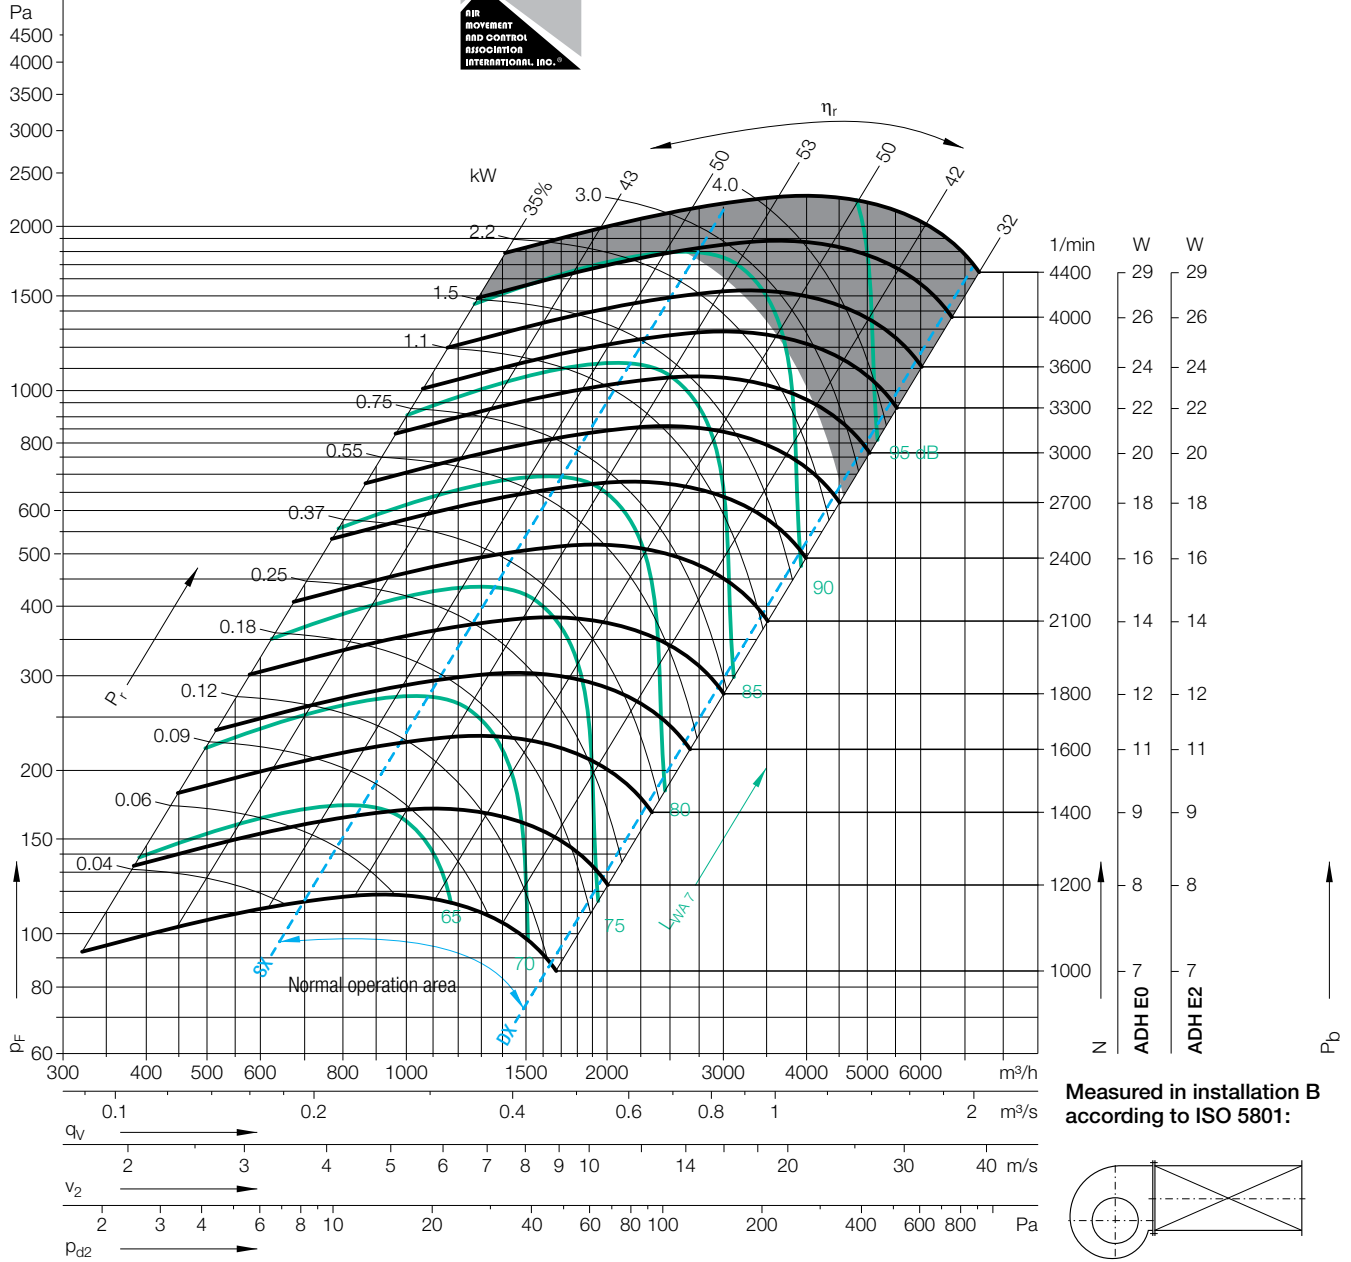 Pa
4500
4000
3500
3000
2500
2000
1500
1000
800
600
500
400
300
200
150
100
80
60
pF
AIR
MOVEMENT
AND CONTROL
ASSOCIATION
INTERNATIONAL, INC.®
ηr
kW
35%
43
50
53
50
42
32
4.0
3.0
2.2
1.5
1.1
0.75
0.55
0.37
0.25
0.18
0.12
0.09
0.06
0.04
Pr
95 dB
90
85
80
75
70
65
LWA 7
SX
DX
Normal operation area
1/min W W
4400 29 29
4000 26 26
3600 24 24
3300 22 22
3000 20 20
2700 18 18
2400 16 16
2100 14 14
1800 12 12
1600 11 11
1400 9 9
1200 8 8
1000 7 7
N
ADH E0
ADH E2
Pb
300 400 500 600 800 1000 1500 2000 3000 4000 5000 6000 m³/h
0.1 0.2 0.4 0.6 0.8 1 2 m³/s
qV
2 3 4 5 6 7 8 9 10 14 20 30 40 m/s
v2
2 3 4 6 8 10 20 40 60 80 100 200 400 600 800 Pa
pd2
Measured in installation B
according to ISO 5801: